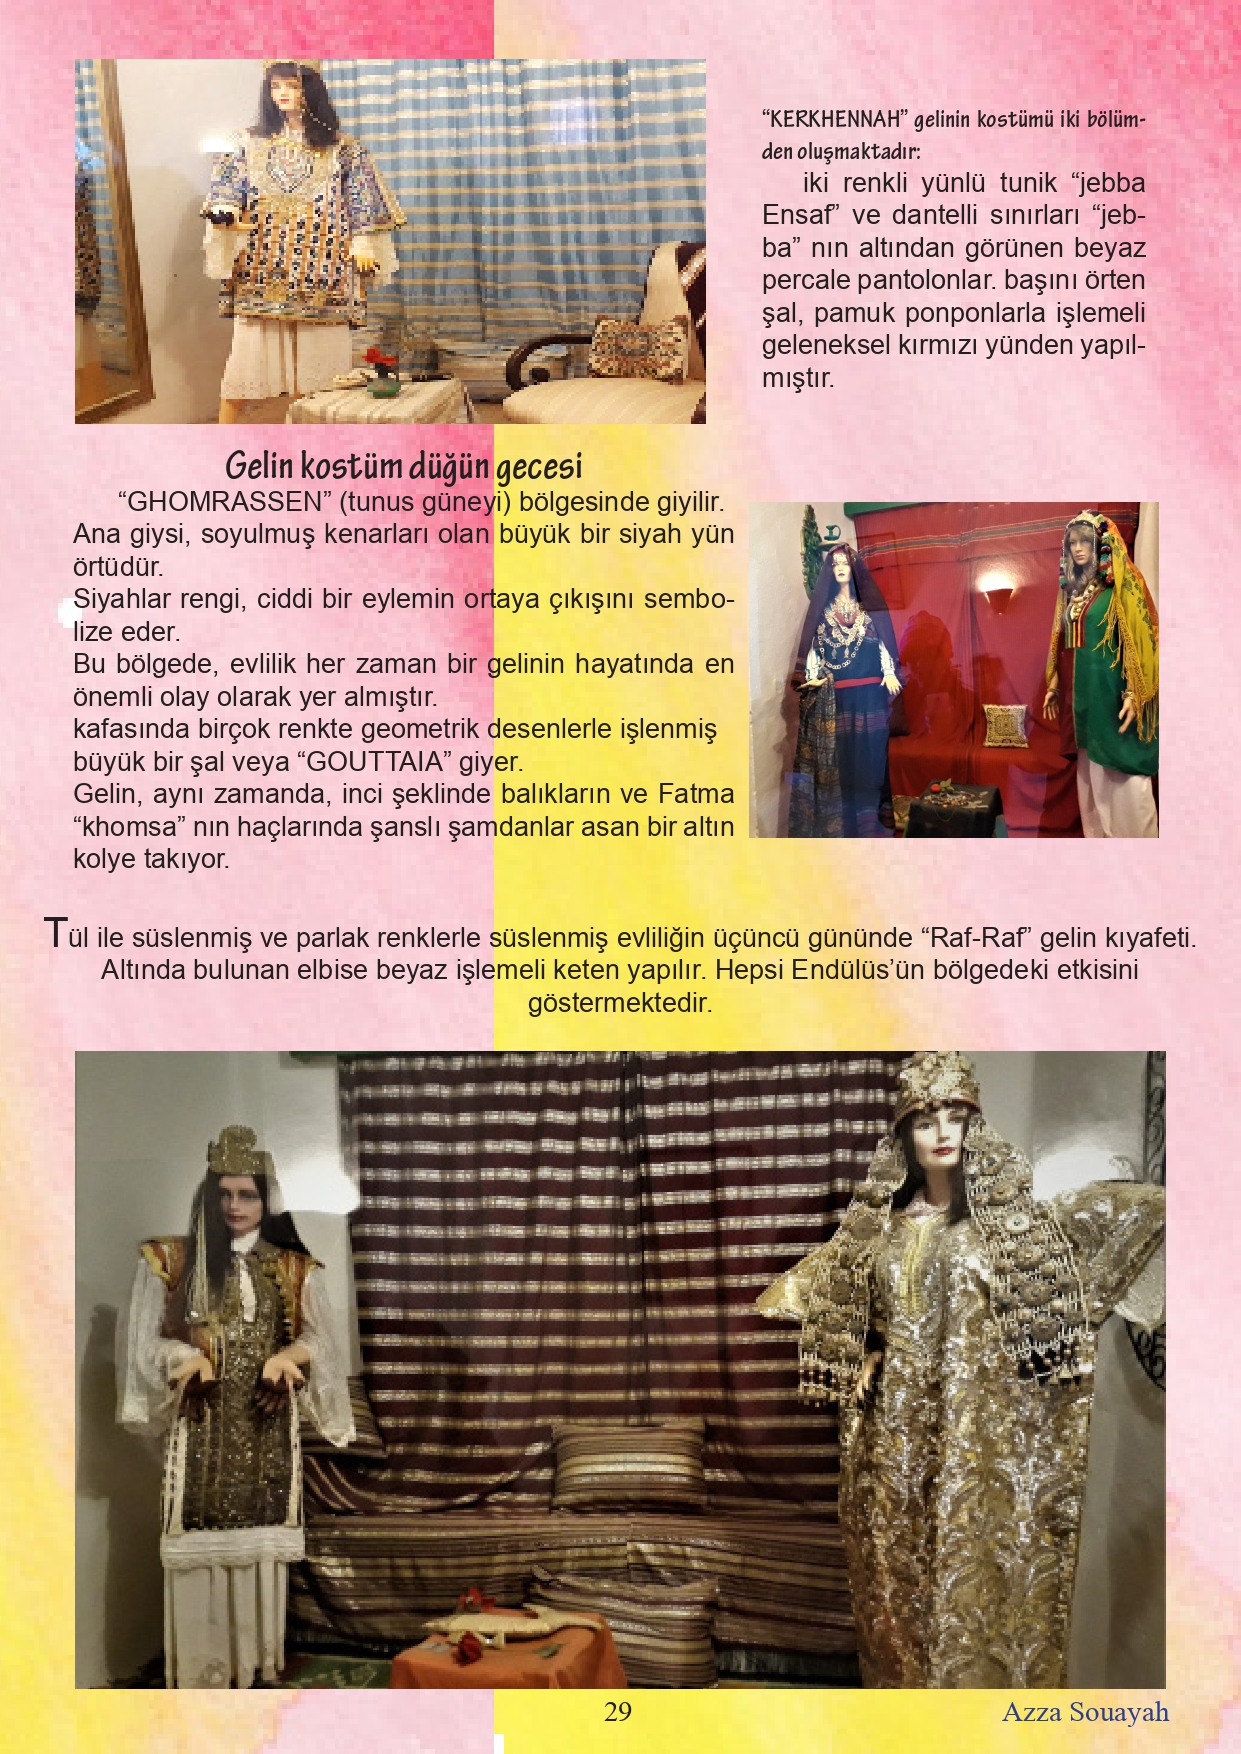 “KERKHENNAH” gelinin kostümü iki bölüm-
den oluşmaktadır:
iki renkli yünlü tunik “jebba
Ensaf” ve dantelli sınırları “jeb-
ba” nın altından görünen beyaz
percale pantolonlar. başını örten
şal, pamuk ponponlarla işlemeli
geleneksel kırmızı yünden yapıl-
mıştır.
Gelin kostüm düğün gecesi
“GHOMRASSEN” (tunus güneyi) bölgesinde giyilir.
Ana giysi, soyulmuş kenarları olan büyük bir siyah yün
örtüdür.
Siyahlar rengi, ciddi bir eylemin ortaya çıkışını sembo-
lize eder.
Bu bölgede, evlilik her zaman bir gelinin hayatında en
önemli olay olarak yer almıştır.
kafasında birçok renkte geometrik desenlerle işlenmiş
büyük bir şal veya “GOUTTAIA” giyer.
Gelin, aynı zamanda, inci şeklinde balıkların ve Fatma
“khomsa” nın haçlarında şanslı şamdanlar asan bir altın
kolye takıyor.
Tül ile süslenmiş ve parlak renklerle süslenmiş evliliğin üçüncü gününde “Raf-Raf” gelin kıyafeti.
Altında bulunan elbise beyaz işlemeli keten yapılır. Hepsi Endülüs’ün bölgedeki etkisini
göstermektedir.
29
Azza Souayah